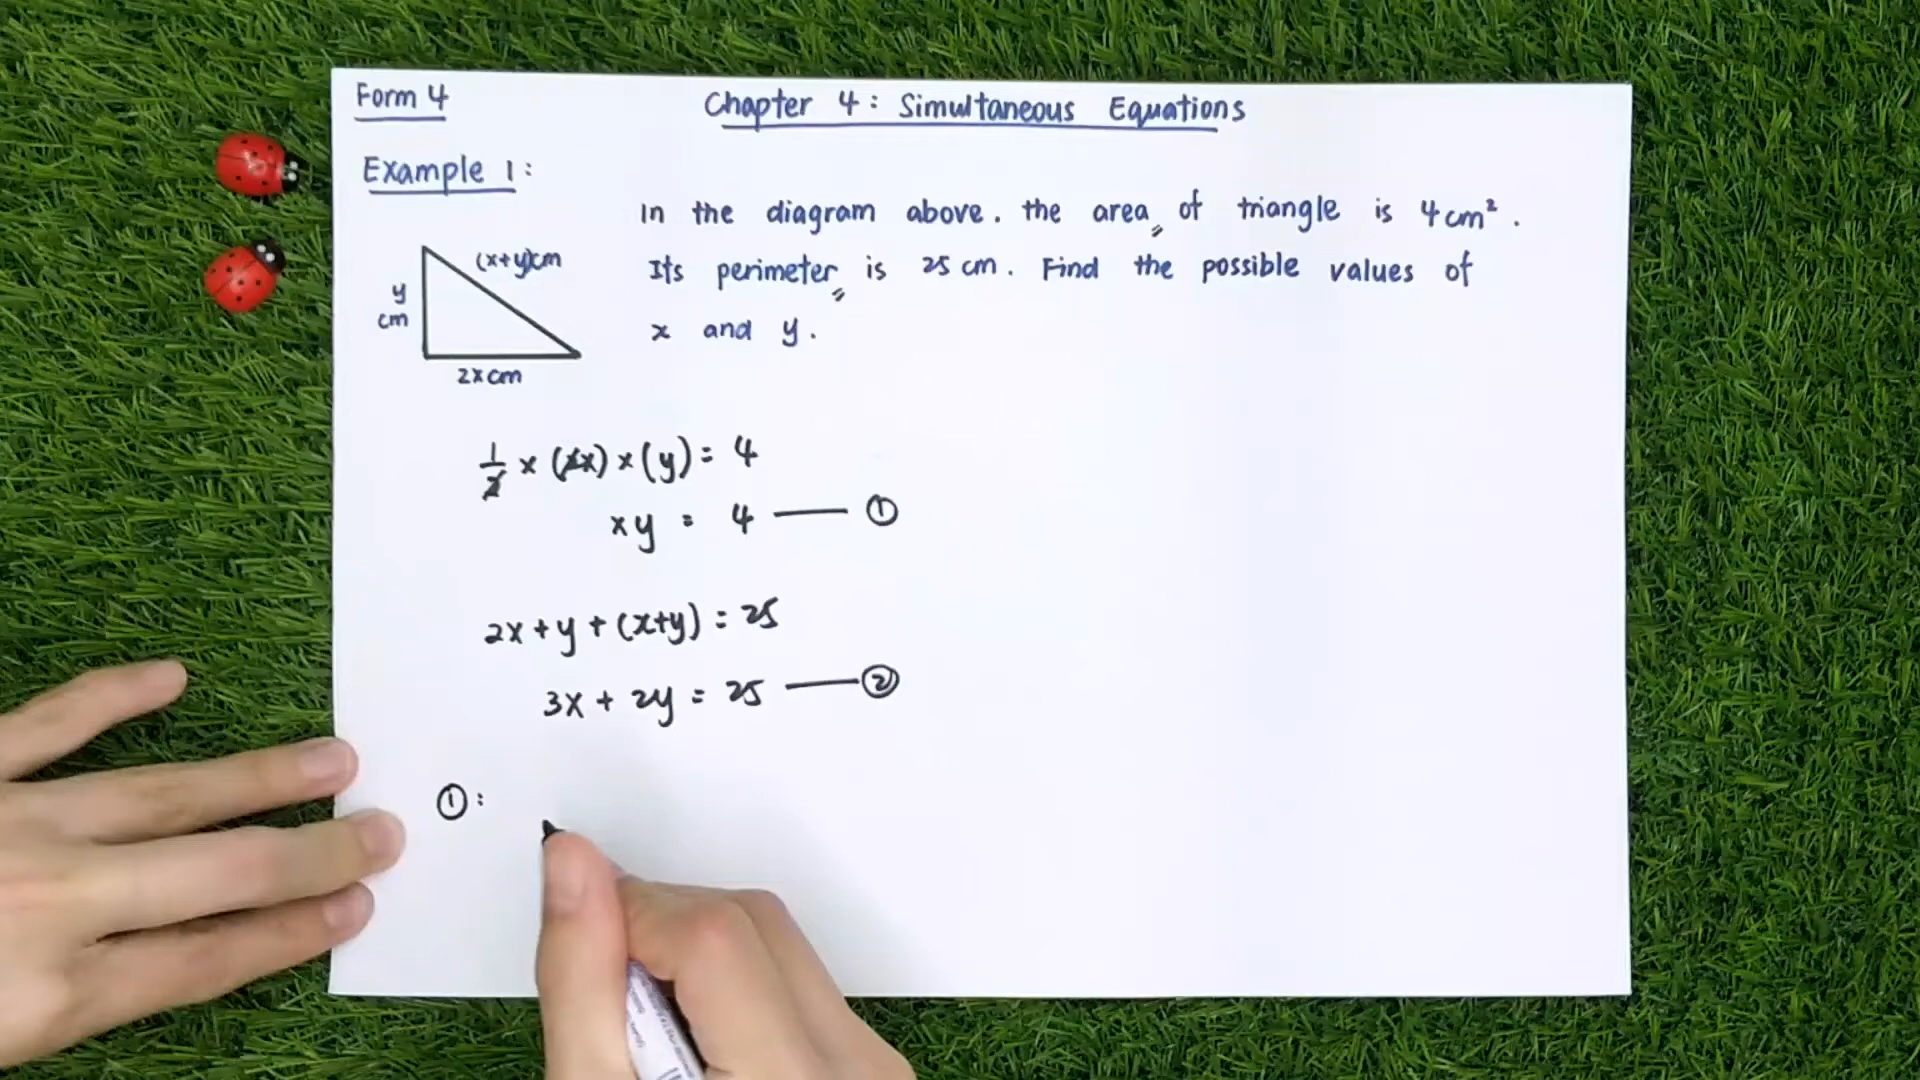 Form 4
Chapter 4: Simultaneous Equations
Example 1:
In the diagram above. the area of triangle is 4cm².
Its perimeter is 25 cm. Find the possible values of
x and y.
(x+y)cm
y
cm
2x cm
1/2 x (2x) x (y) = 4
xy = 4 —— ①
2x + y + (x+y) = 25
3x + 2y = 25 —— ②
①: